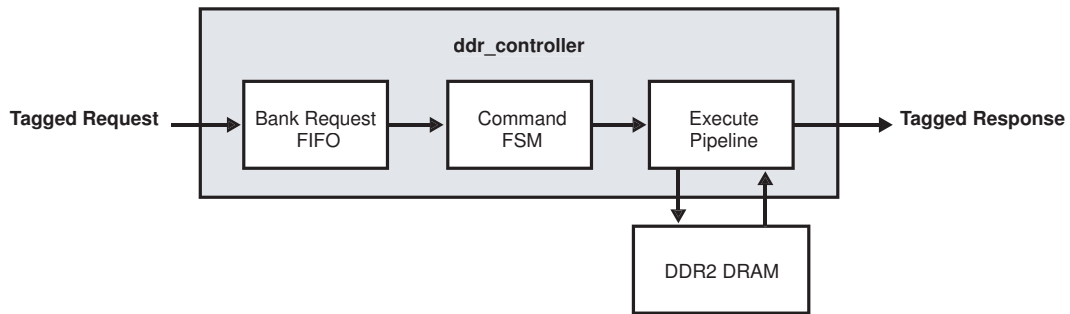 ddr_controller
Tagged Request
Bank Request
FIFO
Command
FSM
Execute
Pipeline
Tagged Response
DDR2 DRAM